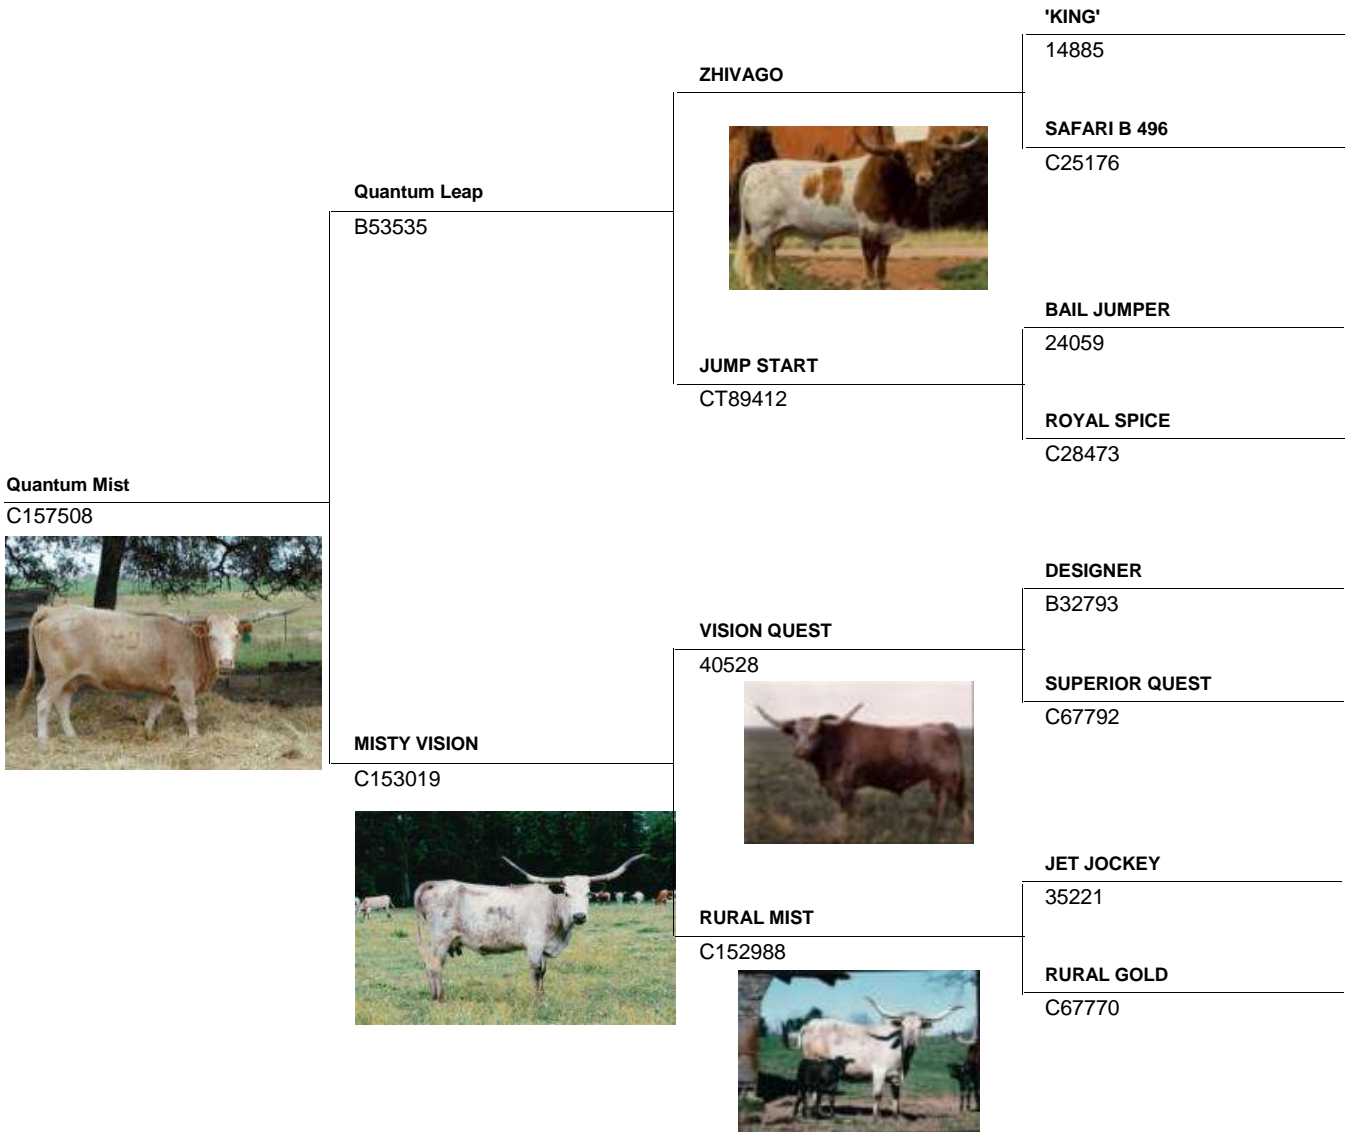 'KING'
14885
ZHIVAGO
SAFARI B 496
C25176
Quantum Leap
B53535
BAIL JUMPER
24059
JUMP START
CT89412
ROYAL SPICE
C28473
Quantum Mist
C157508
DESIGNER
B32793
VISION QUEST
40528
SUPERIOR QUEST
C67792
MISTY VISION
C153019
JET JOCKEY
35221
RURAL MIST
C152988
RURAL GOLD
C67770